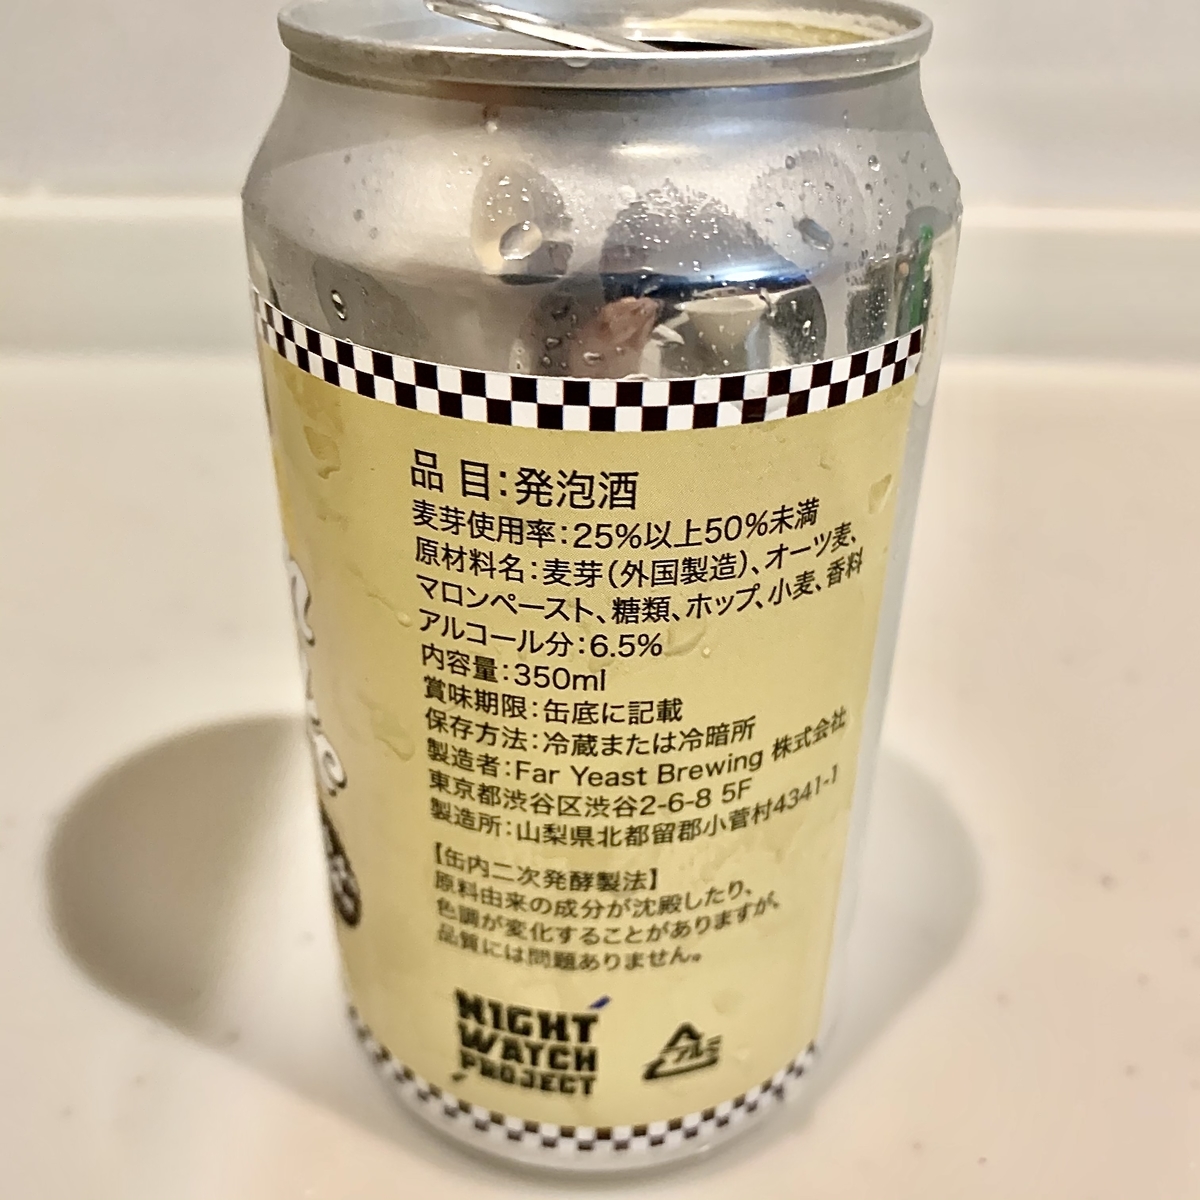 品 目：発泡酒
麦芽使用率：25%以上50%未満
原材料名：麦芽（外国製造）、オーツ麦、
マロンペースト、糖類、ホップ、小麦、香料
アルコール分：6.5%
内容量：350ml
賞味期限：缶底に記載
保存方法：冷蔵または冷暗所
製造者：Far Yeast Brewing 株式会社
東京都渋谷区渋谷2-6-8 5F
製造所：山梨県北都留郡小菅村4341-1
【缶内二次発酵製法】
原料由来の成分が沈殿したり、
色調が変化することがありますが、
品質には問題ありません。
NIGHT
WATCH
PROJECT
アルミ